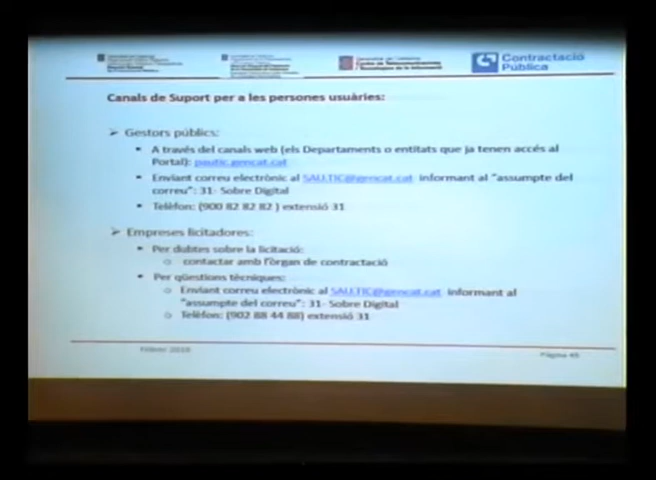 Contractació
Pública
Canals de Suport per a les persones usuàries:
Gestors públics:
A través del canals web (els Departaments o entitats que ja tenen accés al
Portal): pautic.gencat.cat
Enviant correu electrònic al SAU.TIC@gencat.cat informant al "assumpte del
correu": 31- Sobre Digital
Telèfon: (900 82 82 82 ) extensió 31
Empreses licitadores:
Per dubtes sobre la licitació:
contactar amb l'òrgan de contractació
Per qüestions tècniques:
Enviant correu electrònic al SAU.TIC@gencat.cat informant al
"assumpte del correu": 31- Sobre Digital
Telèfon: (902 88 44 88) extensió 31
Pàgina